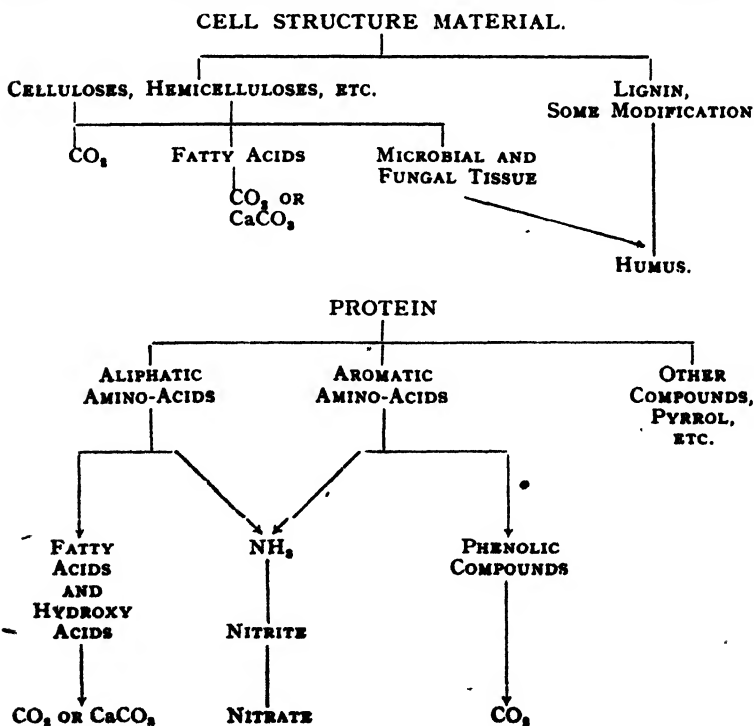 CELL STRUCTURE MATERIAL.
CELLULOSES, HEMICELLULOSES, ETC.
LIGNIN,
SOME MODIFICATION
CO₂
FATTY ACIDS
MICROBIAL AND
FUNGAL TISSUE
CO₂ OR
CaCO₃
HUMUS.
PROTEIN
ALIPHATIC
AMINO-ACIDS
AROMATIC
AMINO-ACIDS
OTHER
COMPOUNDS,
PYRROL,
ETC.
FATTY
ACIDS
AND
HYDROXY
ACIDS
NH₃
PHENOLIC
COMPOUNDS
NITRITE
CO₂ OR CaCO₃
NITRATE
CO₂